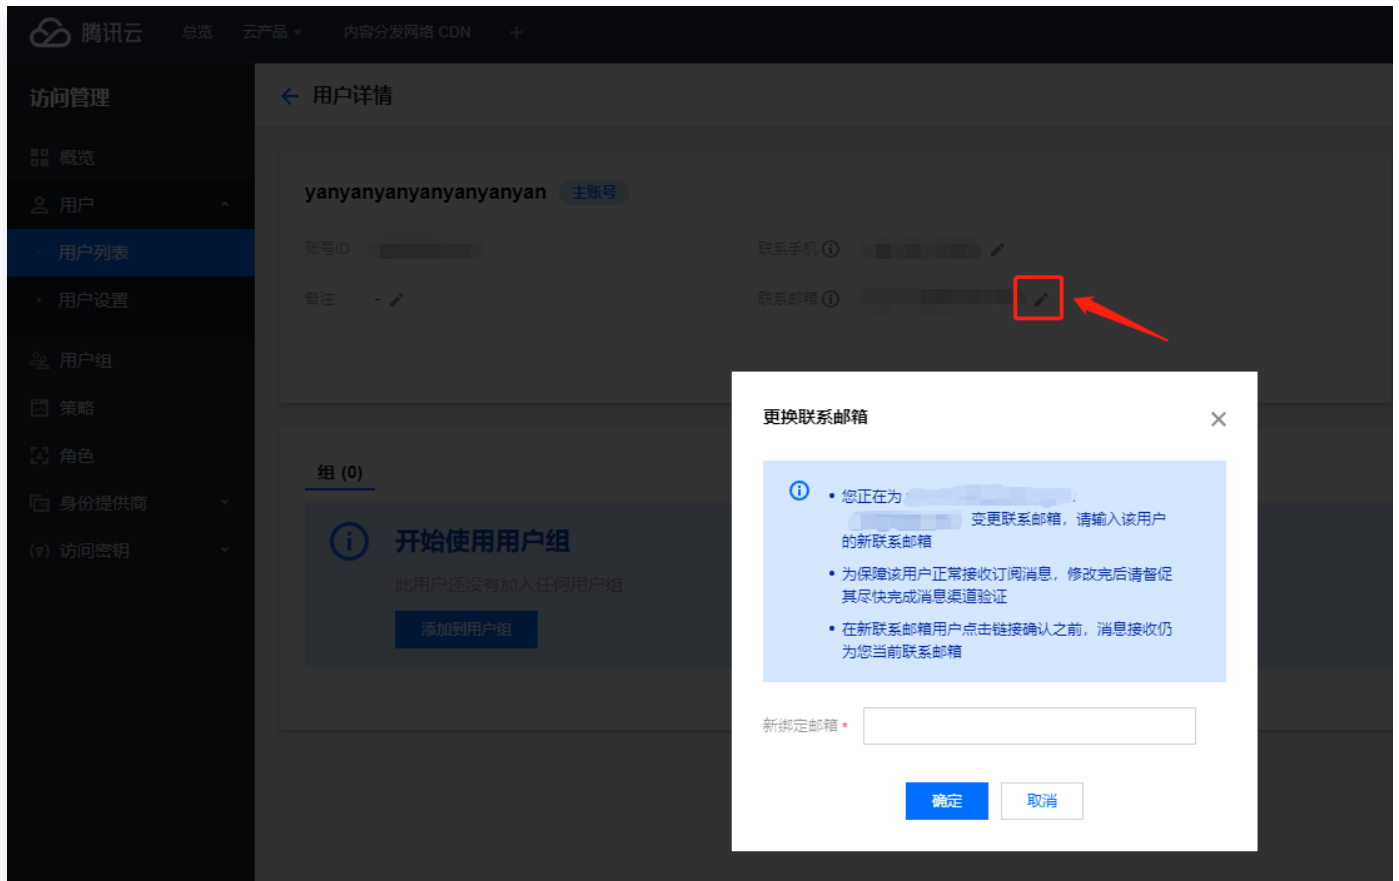 腾讯云
总览
云产品
内容分发网络 CDN
访问管理
用户详情
概览
用户
用户列表
用户设置
用户组
策略
角色
身份提供商
访问密钥
yanyanyanyanyanyanyan
主账号
账号ID
联系手机
备注
-
联系邮箱
组 (0)
开始使用用户组
此用户还没有加入任何用户组
添加到用户组
更换联系邮箱
• 您正在为
变更联系邮箱，请输入该用户
的新联系邮箱
• 为保障该用户正常接收订阅消息，修改完后请督促
其尽快完成消息渠道验证
• 在新联系邮箱用户点击链接确认之前，消息接收仍
为您当前联系邮箱
新绑定邮箱 *
确定
取消